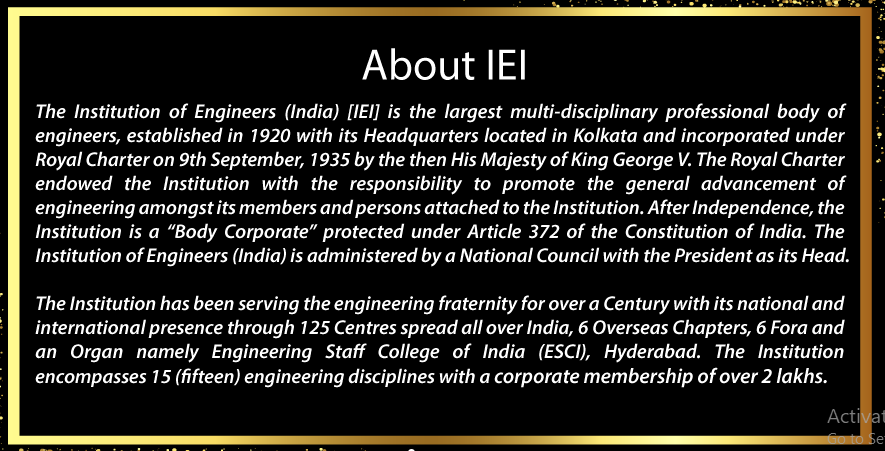 About IEI
The Institution of Engineers (India) [IEI] is the largest multi-disciplinary professional body of
engineers, established in 1920 with its Headquarters located in Kolkata and incorporated under
Royal Charter on 9th September, 1935 by the then His Majesty of King George V. The Royal Charter
endowed the Institution with the responsibility to promote the general advancement of
engineering amongst its members and persons attached to the Institution. After Independence, the
Institution is a “Body Corporate” protected under Article 372 of the Constitution of India. The
Institution of Engineers (India) is administered by a National Council with the President as its Head.
The Institution has been serving the engineering fraternity for over a Century with its national and
international presence through 125 Centres spread all over India, 6 Overseas Chapters, 6 Fora and
an Organ namely Engineering Staff College of India (ESCI), Hyderabad. The Institution
encompasses 15 (fifteen) engineering disciplines with a corporate membership of over 2 lakhs.
Activat
Go to Se